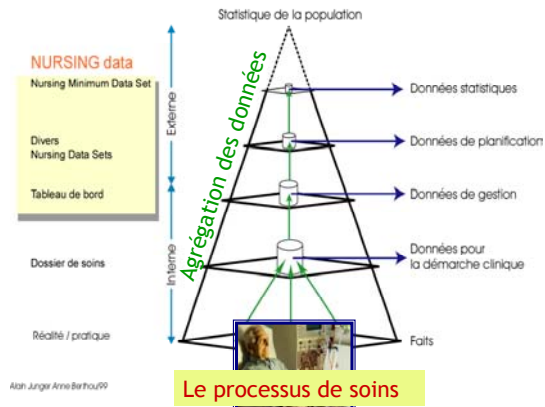 Statistique de la population
NURSING data
Nursing Minimum Data Set
Divers
Nursing Data Sets
Tableau de bord
Dossier de soins
Réalité / pratique
Externe
Interne
Agrégation des données
Données statistiques
Données de planification
Données de gestion
Données pour
la démarche clinique
Faits
Le processus de soins
Alain Junger Anne Berthou/99